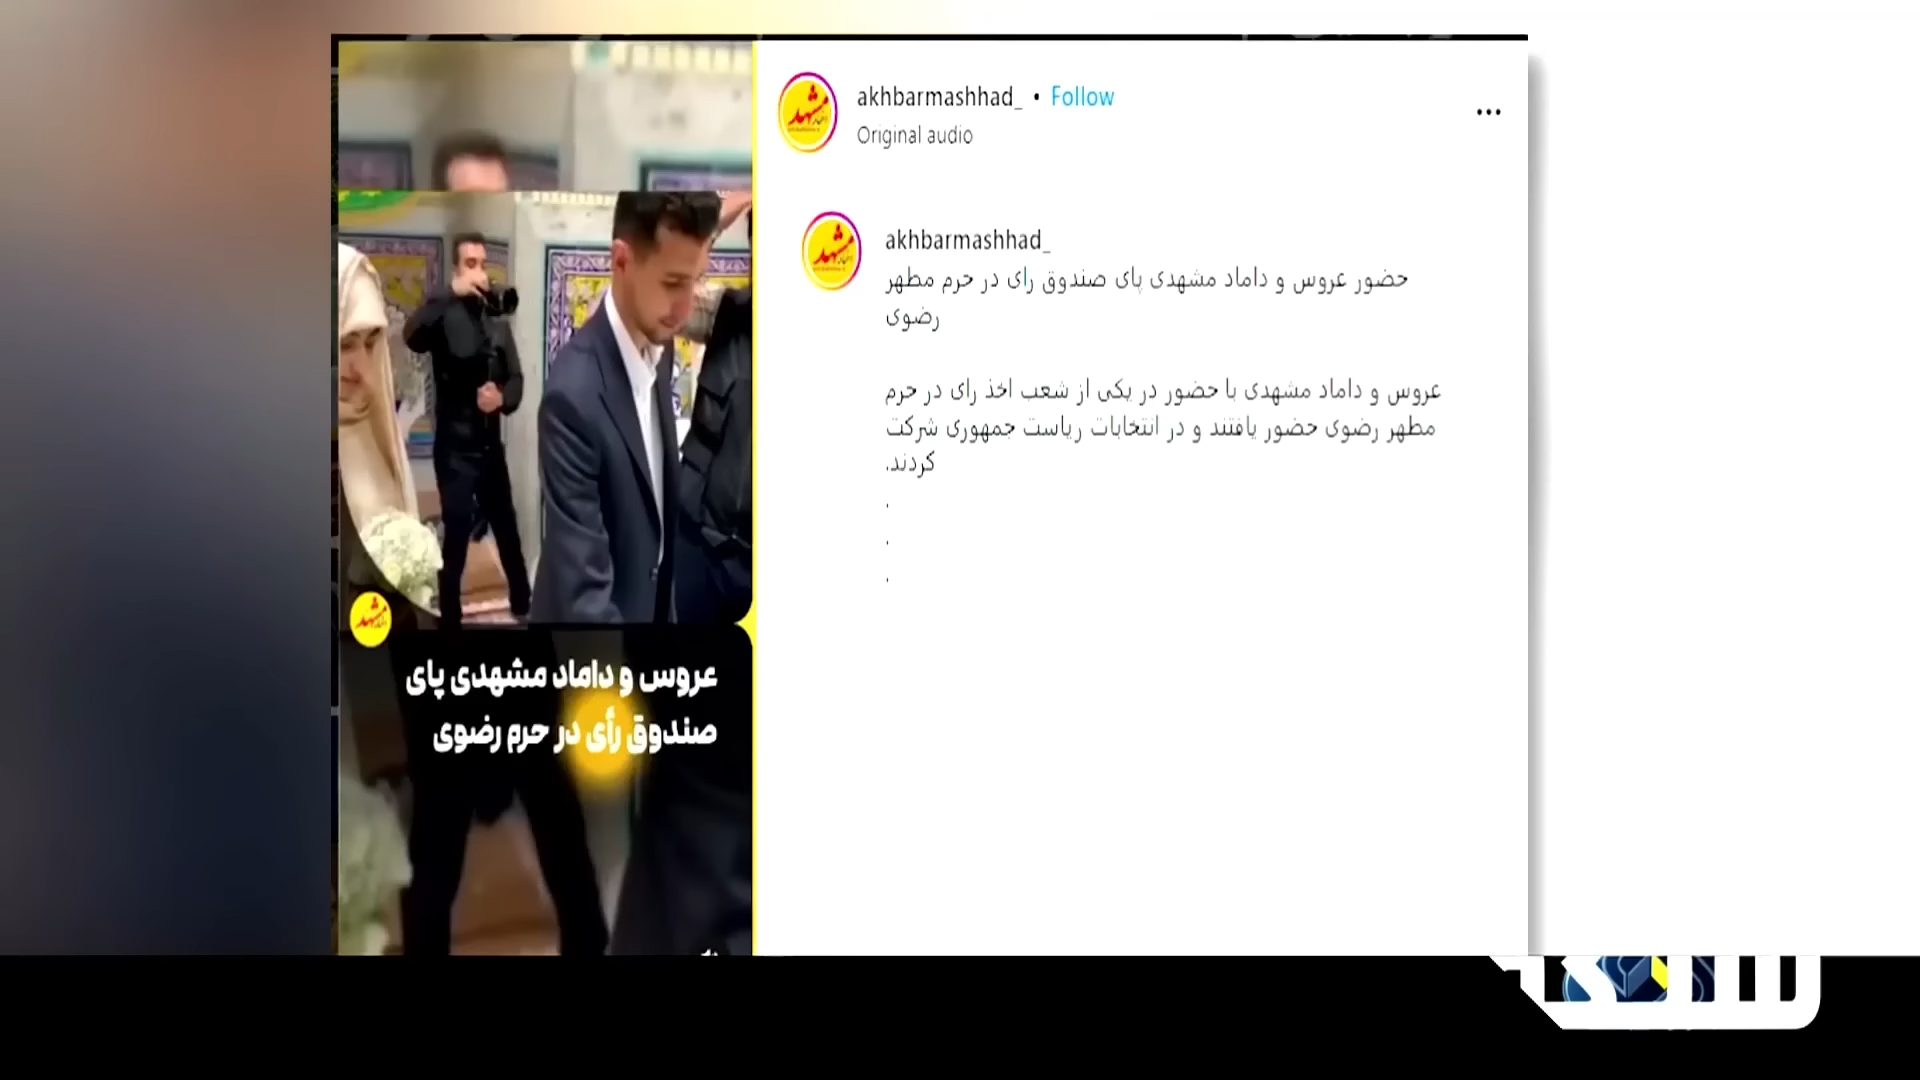 akhbarmashhad_ • Follow
Original audio
akhbarmashhad_
حضور عروس و داماد مشهدی پای صندوق رای در حرم مطهر
رضوی
عروس و داماد مشهدی با حضور در یکی از شعب اخذ رای در حرم
مطهر رضوی حضور یافتند و در انتخابات ریاست جمهوری شرکت
کردند.
.
.
.
مشهد
عروس و داماد مشهدی پای
صندوق رأی در حرم رضوی